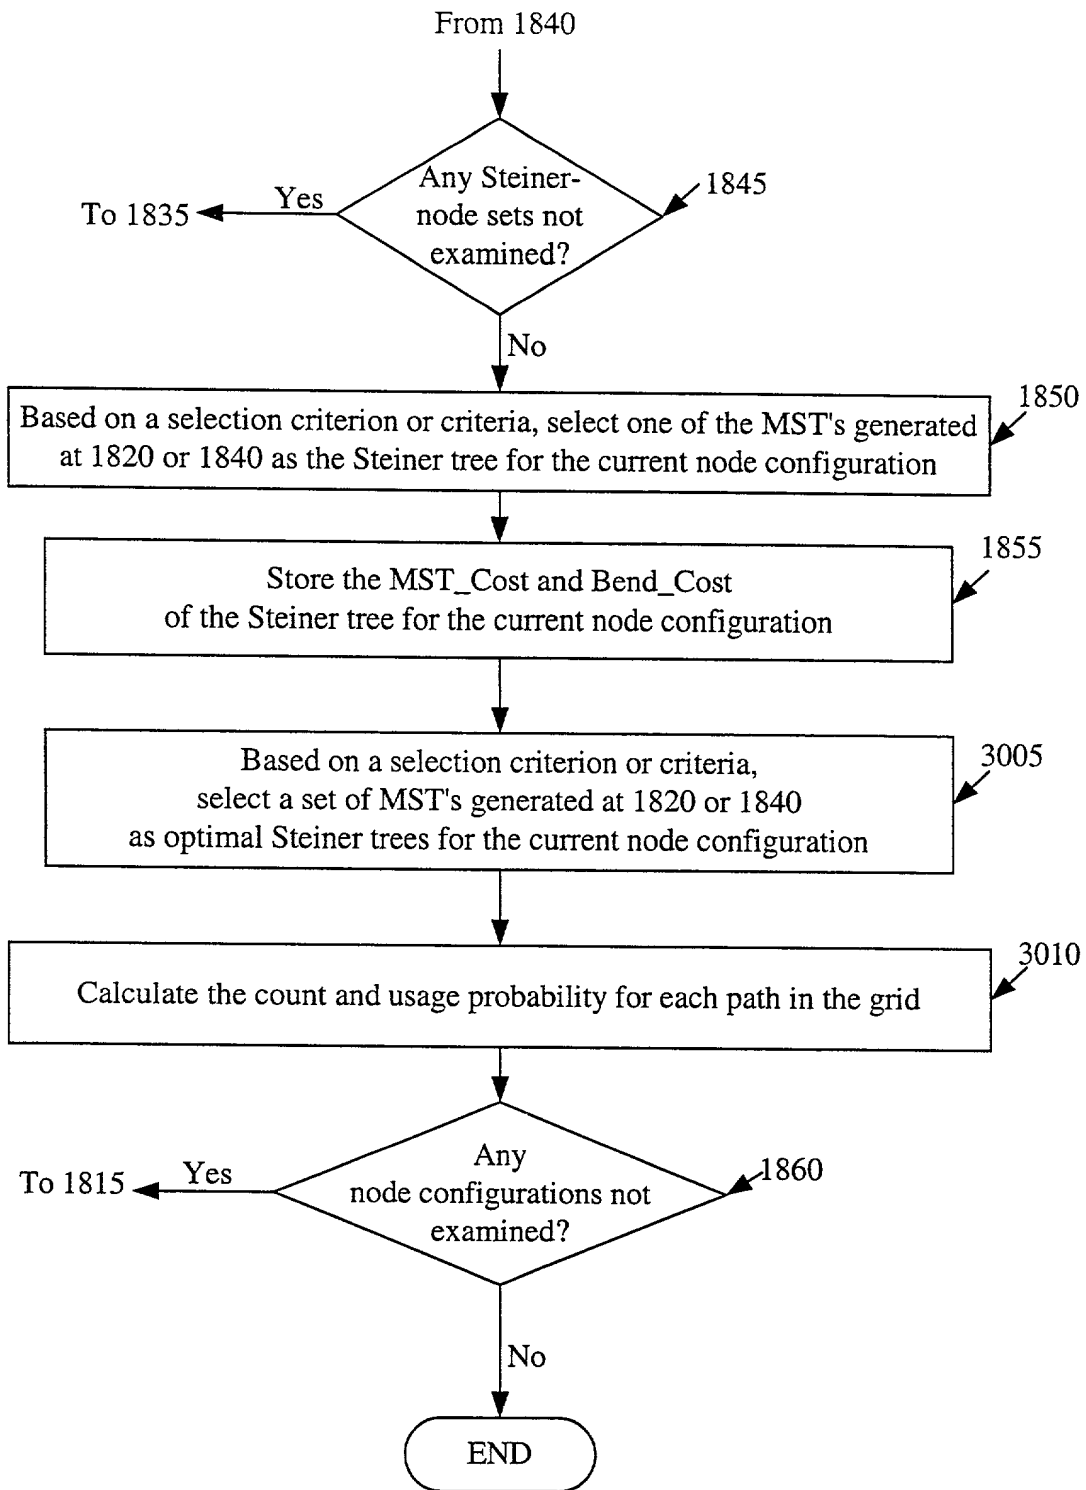 From 1840
Any Steiner-
node sets not
examined?
1845
Yes
To 1835
No
1850
Based on a selection criterion or criteria, select one of the MST's generated
at 1820 or 1840 as the Steiner tree for the current node configuration
1855
Store the MST_Cost and Bend_Cost
of the Steiner tree for the current node configuration
3005
Based on a selection criterion or criteria,
select a set of MST's generated at 1820 or 1840
as optimal Steiner trees for the current node configuration
3010
Calculate the count and usage probability for each path in the grid
Any
node configurations not
examined?
1860
Yes
To 1815
No
END